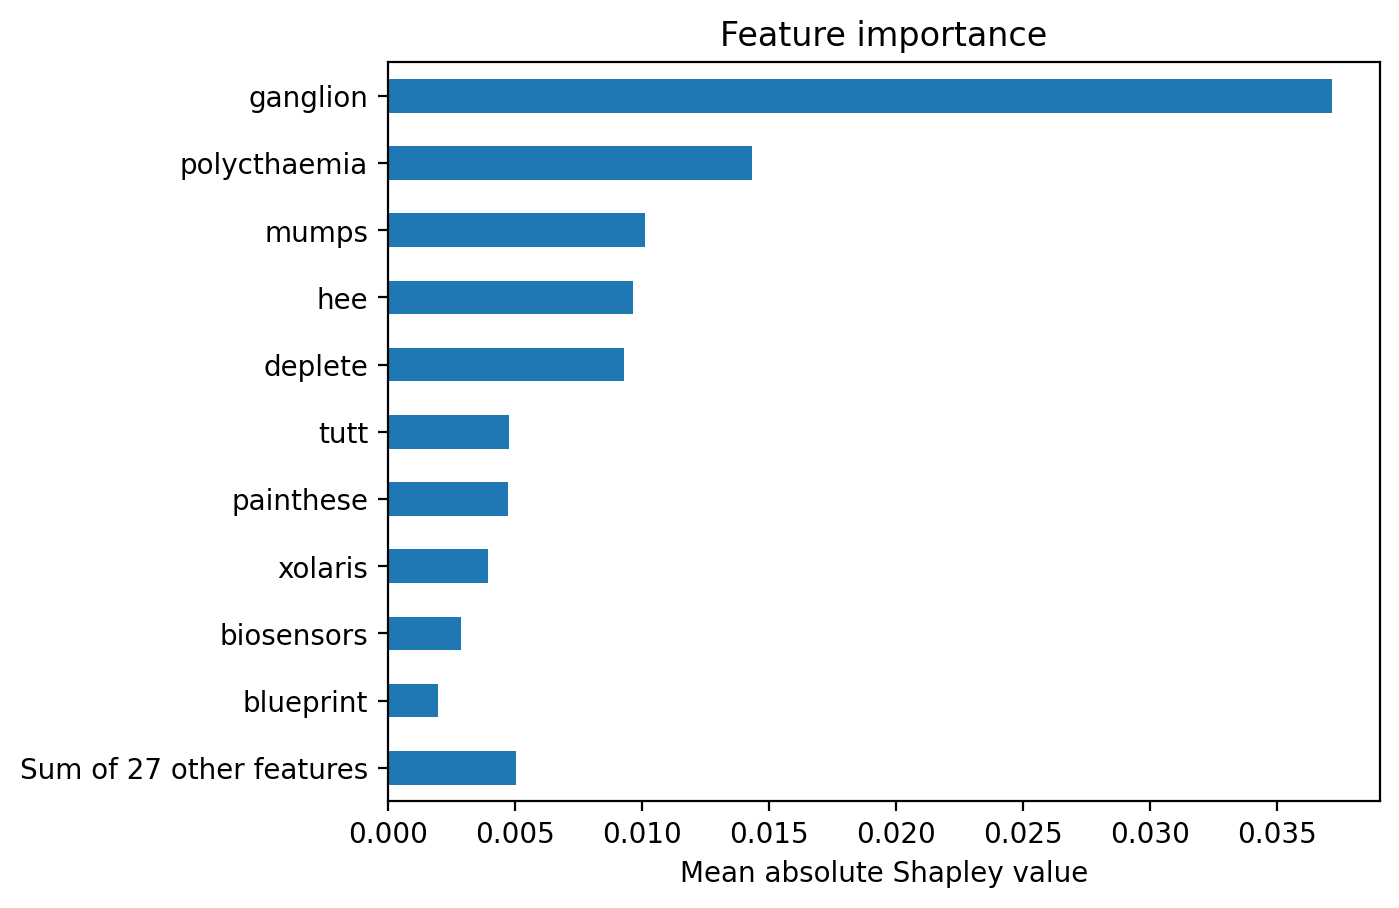 Feature importance
ganglion
polycthaemia
mumps
hee
deplete
tutt
painthese
xolaris
biosensors
blueprint
Sum of 27 other features
0.000 0.005 0.010 0.015 0.020 0.025 0.030 0.035
Mean absolute Shapley value